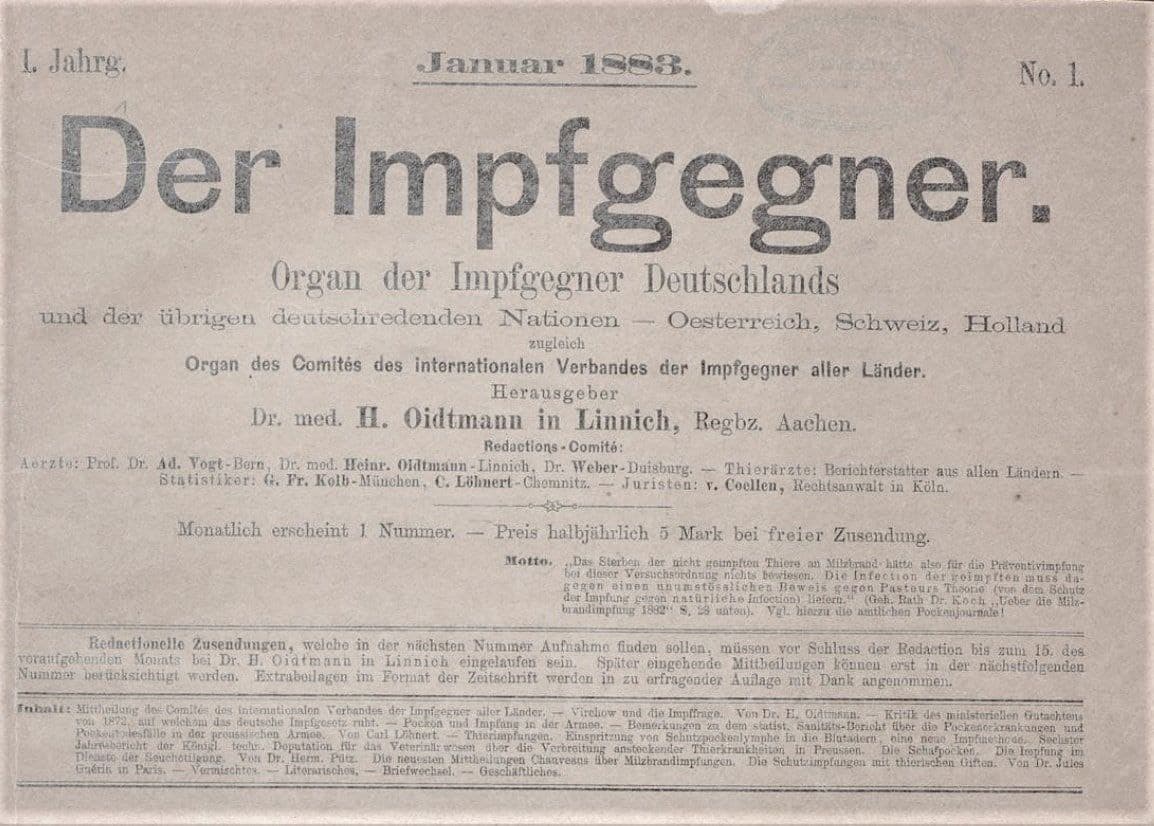 1. Jahrg.
Januar 1883.
No. 1.
Der Impfgegner.
Organ der Impfgegner Deutschlands
und der übrigen deutschredenden Nationen — Oesterreich, Schweiz, Holland
zugleich
Organ des Comités des internationalen Verbandes der Impfgegner aller Länder.
Herausgeber
Dr. med. H. Oidtmann in Linnich, Regbz. Aachen.
Redactions-Comité:
Aerzte: Prof. Dr. Ad. Vogt-Bern, Dr. med. Heinr. Oidtmann-Linnich, Dr. Weber-Duisburg. — Thierärzte: Berichterstatter aus allen Ländern. —
Statistiker: G. Fr. Kolb-München, C. Löhnert-Chemnitz. — Juristen: v. Coellen, Rechtsanwalt in Köln.
Monatlich erscheint 1 Nummer. — Preis halbjährlich 5 Mark bei freier Zusendung.
Motto. „Das Sterben der nicht geimpften Thiere an Milzbrand hätte also für die Präventivimpfung
bei dieser Versuchsordnung nichts bewiesen. Die Infection der geimpften muss da-
gegen einen unumstösslichen Beweis gegen Pasteurs Theorie (von dem Schutz
der Impfung gegen natürliche Infection) liefern.“ (Geh. Rath Dr. Koch „Ueber die Milz-
brandimpfung 1882“ S, 28 unten). Vgl. hierzu die amtlichen Pockenjournale!
Redactionelle Zusendungen, welche in der nächsten Nummer Aufnahme finden sollen, müssen vor Schluss der Redaction bis zum 15. des
voraufgehenden Monats bei Dr. H. Oidtmann in Linnich eingelaufen sein. Später eingehende Mittheilungen können erst in der nächstfolgenden
Nummer berücksichtigt werden. Extrabeilagen im Format der Zeitschrift werden in zu erfragender Auflage mit Dank angenommen.
Inhalt: Mittheilung des Comités des internationalen Verbandes der Impfgegner aller Länder. — Virchow und die Impffrage. Von Dr. H. Oidtmann. — Kritik des ministeriellen Gutachtens
von 1872, auf welchem das deutsche Impfgesetz ruht. — Pocken und Impfung in der Armee. — Bemerkungen zu dem statist. Sanitäts-Bericht über die Pockenerkrankungen und
Pockentodesfälle in der preussischen Armee. Von Carl Löhnert. — Thierimpfungen. Einspritzung von Schutzpockenlymphe in die Blutadern, eine neue Impfmethode. Sechster
Jahresbericht der Königl. techn. Deputation für das Veterinärwesen über die Verbreitung ansteckender Thierkrankheiten in Preussen. Die Schafpocken. Die Impfung im
Dienste der Seuchetilgung. Von Dr. Herm. Pütz. Die neuesten Mittheilungen Chauveaus über Milzbrandimpfungen. Die Schutzimpfungen mit thierischen Giften. Von Dr. Jules
Guérin in Paris. — Vermischtes. — Literarisches. — Briefwechsel. — Geschäftliches.